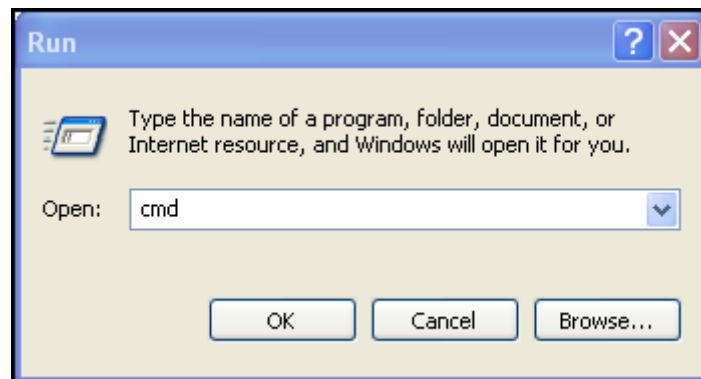 Run
Type the name of a program, folder, document, or
Internet resource, and Windows will open it for you.
Open: cmd
OK Cancel Browse...